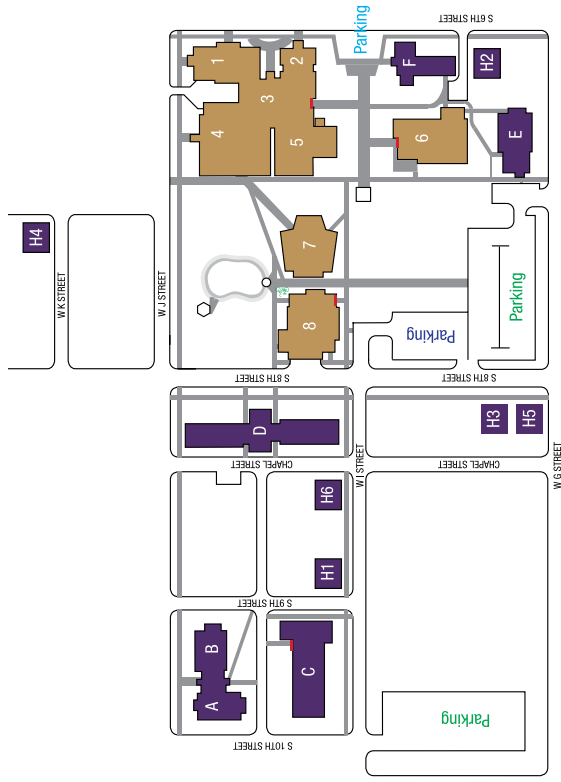 S 6TH STREET
Parking
1
2
3
4
5
F
H2
6
E
H4
W K STREET
W J STREET
7
8
Parking
Parking
S 8TH STREET
S 8TH STREET
D
H3
H5
CHAPEL STREET
CHAPEL STREET
W I STREET
W G STREET
H6
H1
S 9TH STREET
B
A
C
S 10TH STREET
Parking